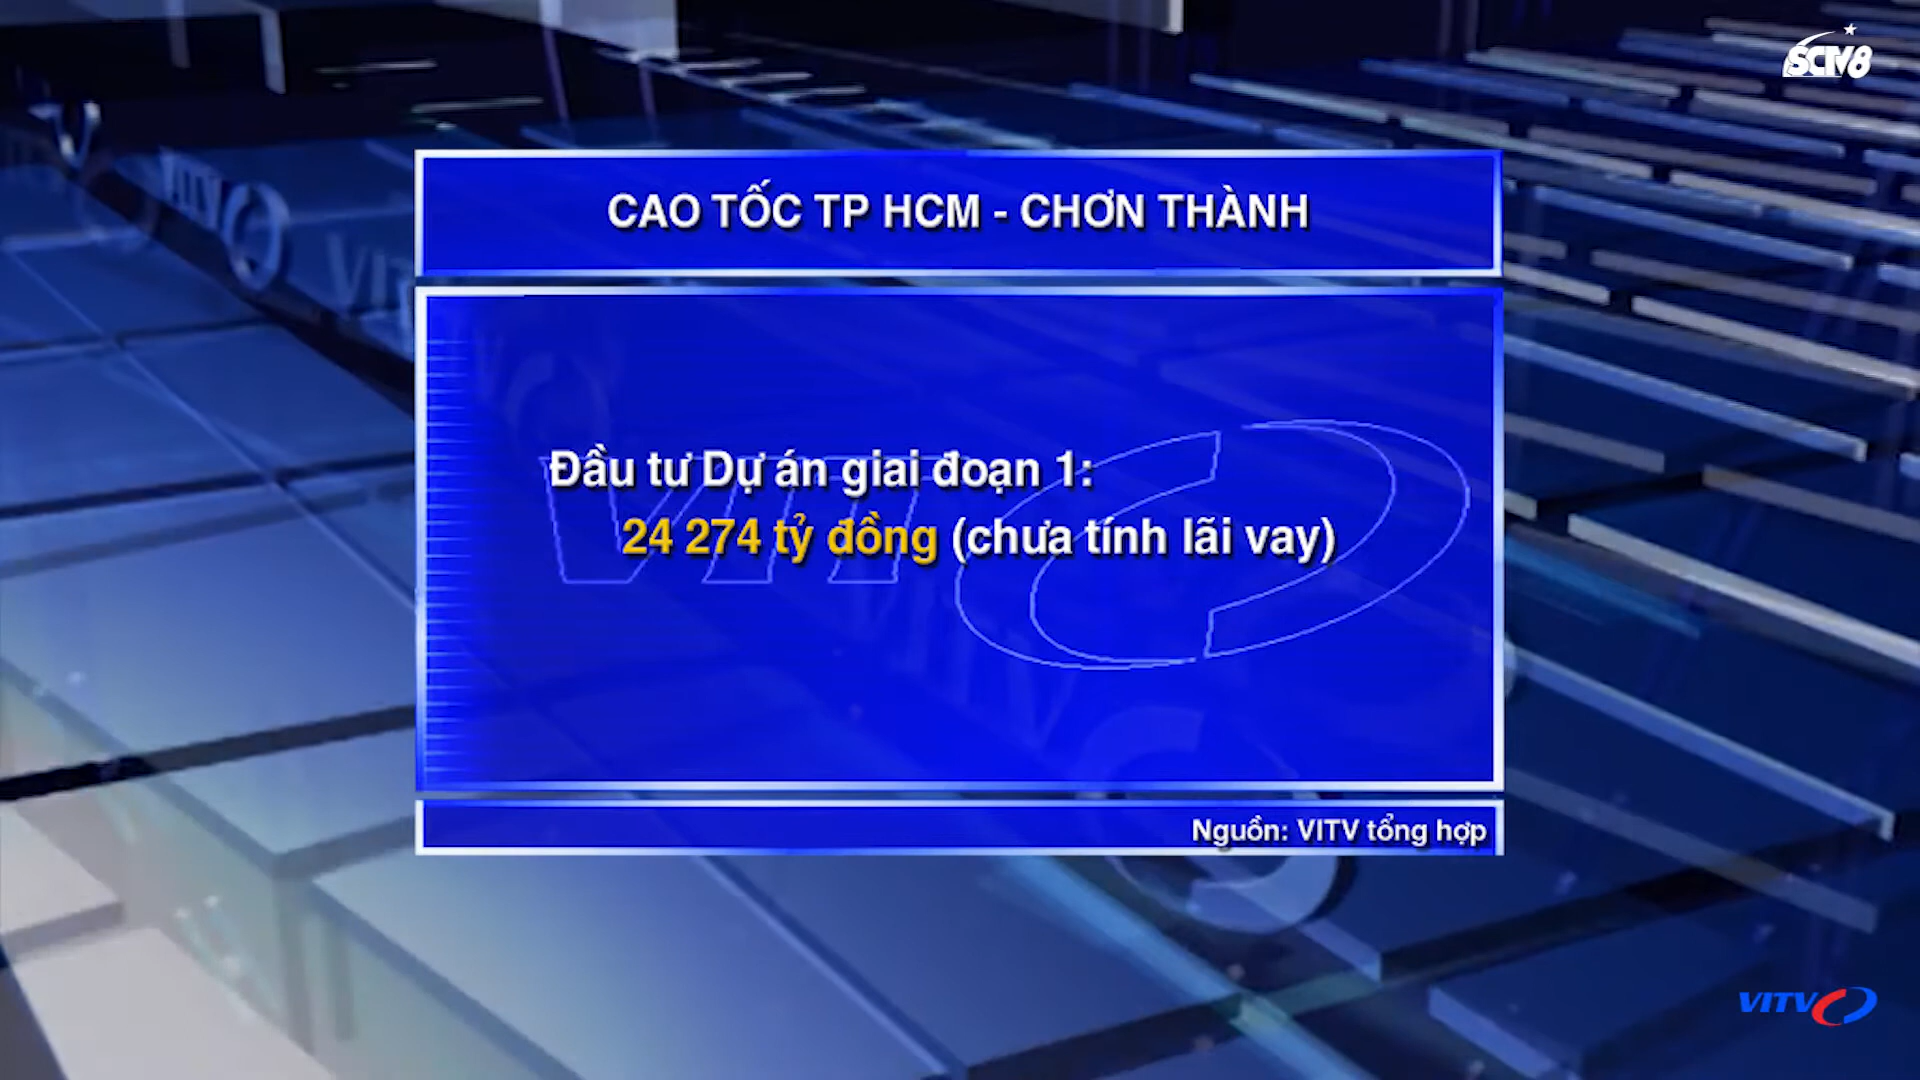 SCTV8
CAO TỐC TP HCM - CHƠN THÀNH
Đầu tư Dự án giai đoạn 1:
24 274 tỷ đồng (chưa tính lãi vay)
Nguồn: VITV tổng hợp
VITV